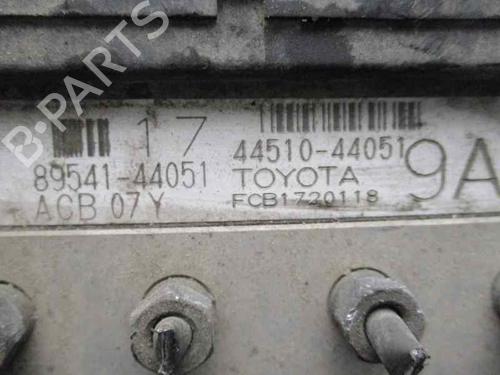 B-PARTS
17
44510-44051
89541-44051
TOYOTA
9A
ACB 07Y
FCB1720118